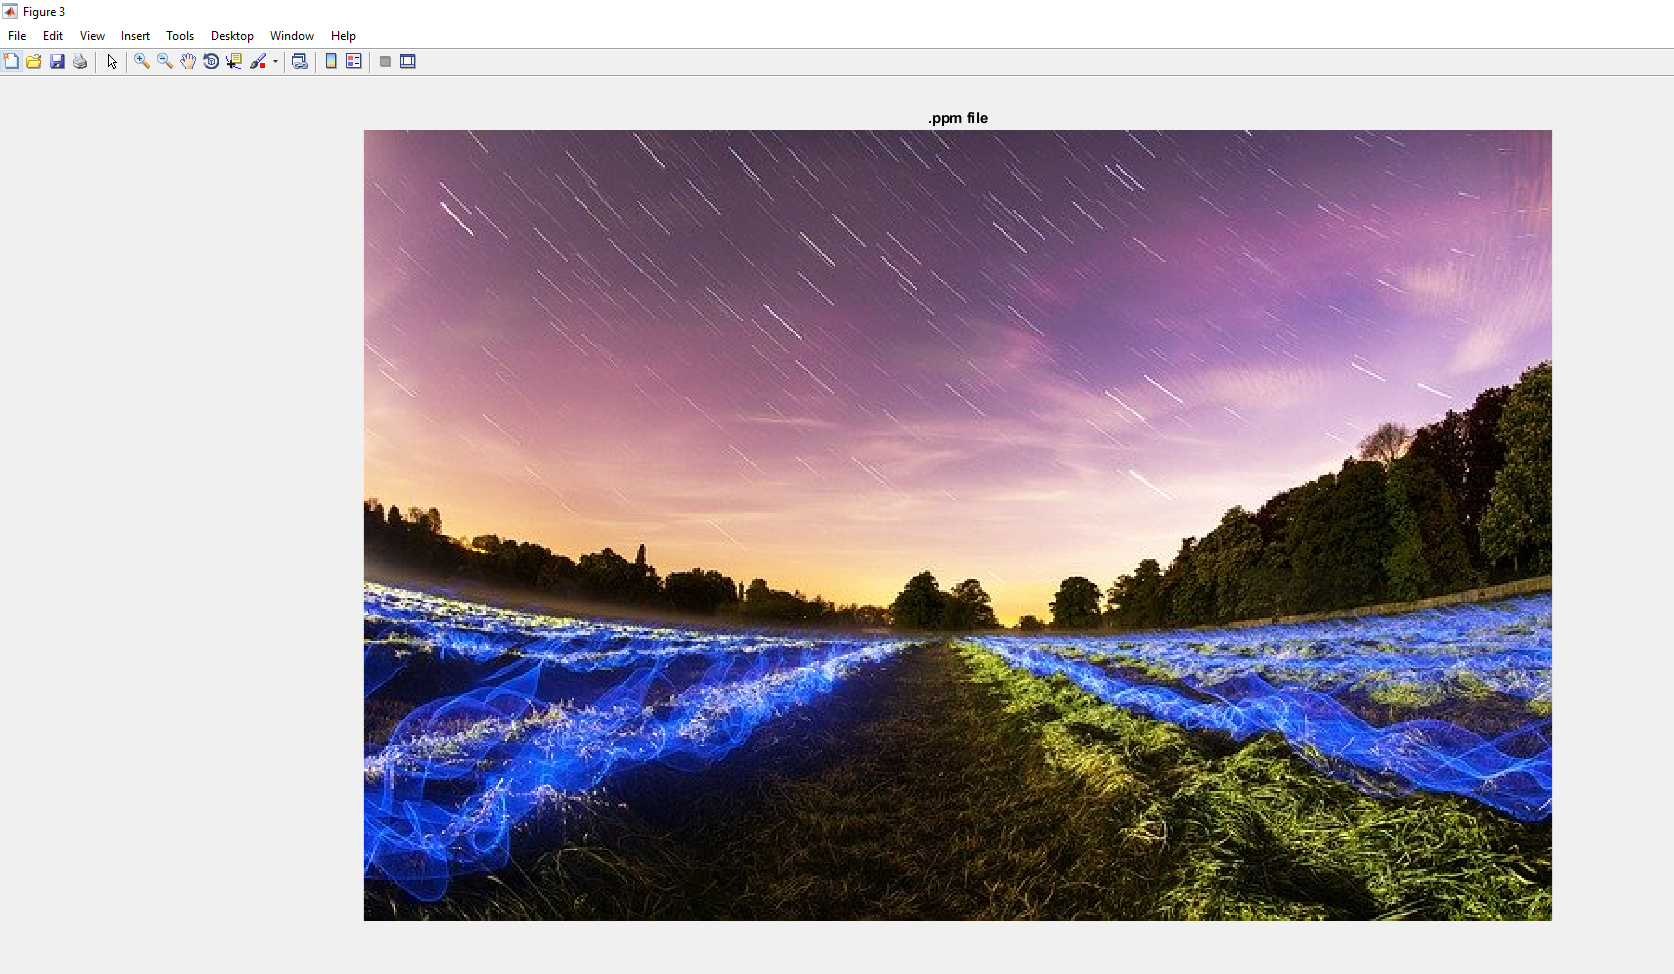 Figure 3
File Edit View Insert Tools Desktop Window Help
.ppm file